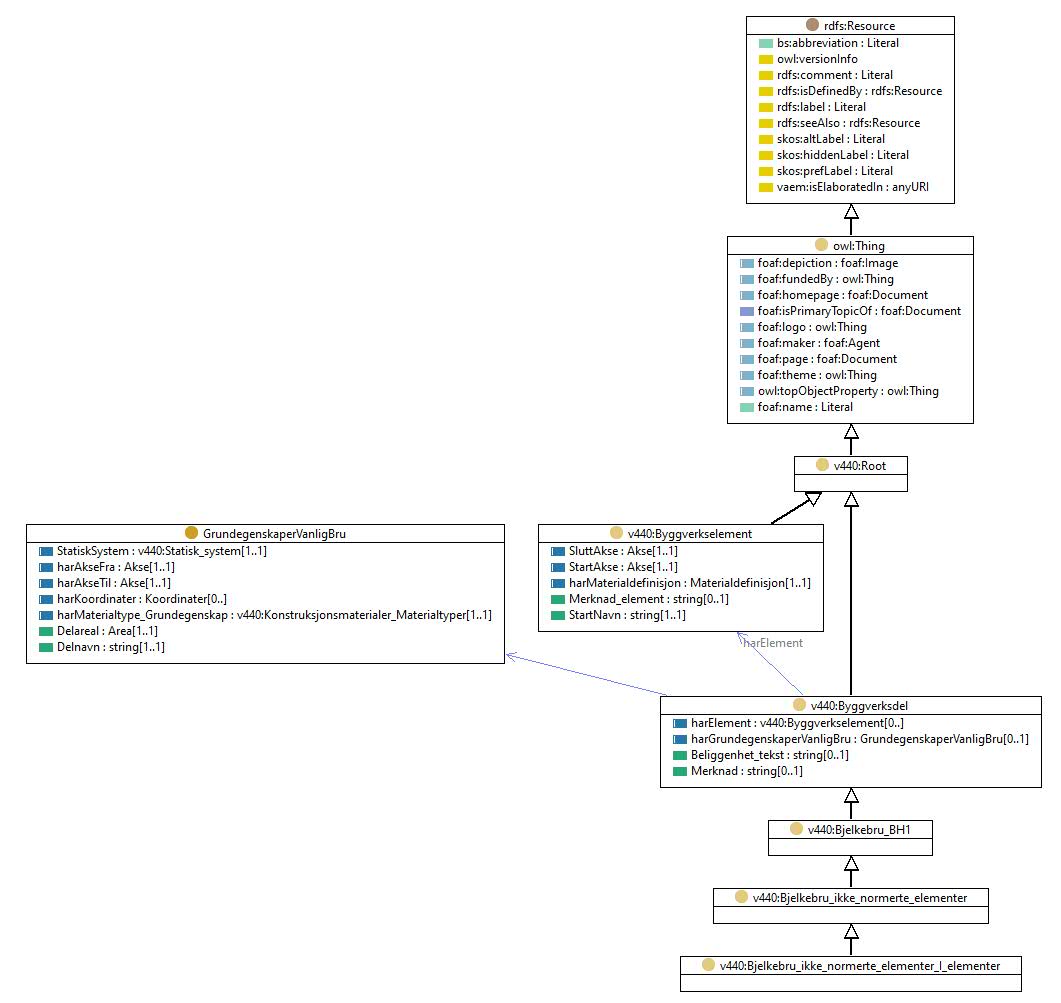 rdfs:Resource
bs:abbreviation : Literal
owl:versionInfo
rdfs:comment : Literal
rdfs:isDefinedBy : rdfs:Resource
rdfs:label : Literal
rdfs:seeAlso : rdfs:Resource
skos:altLabel : Literal
skos:hiddenLabel : Literal
skos:prefLabel : Literal
vaem:isElaboratedIn : anyURI
owl:Thing
foaf:depiction : foaf:Image
foaf:fundedBy : owl:Thing
foaf:homepage : foaf:Document
foaf:isPrimaryTopicOf : foaf:Document
foaf:logo : owl:Thing
foaf:maker : foaf:Agent
foaf:page : foaf:Document
foaf:theme : owl:Thing
owl:topObjectProperty : owl:Thing
foaf:name : Literal
v440:Root
GrundegenskaperVanligBru
StatiskSystem : v440:Statisk_system[1..1]
harAkseFra : Akse[1..1]
harAkseTil : Akse[1..1]
harKoordinater : Koordinater[0..]
harMaterialtype_Grundegenskap : v440:Konstruksjonsmaterialer_Materialtyper[1..1]
Delareal : Area[1..1]
Delnavn : string[1..1]
v440:Byggverkselement
SluttAkse : Akse[1..1]
StartAkse : Akse[1..1]
harMaterialdefinisjon : Materialdefinisjon[1..1]
Merknad_element : string[0..1]
StartNavn : string[1..1]
harElement
v440:Byggverksdel
harElement : v440:Byggverkselement[0..]
harGrundegenskaperVanligBru : GrundegenskaperVanligBru[0..1]
Beliggenhet_tekst : string[0..1]
Merknad : string[0..1]
v440:Bjelkebru_BH1
v440:Bjelkebru_ikke_normerte_elementer
v440:Bjelkebru_ikke_normerte_elementer_I_elementer